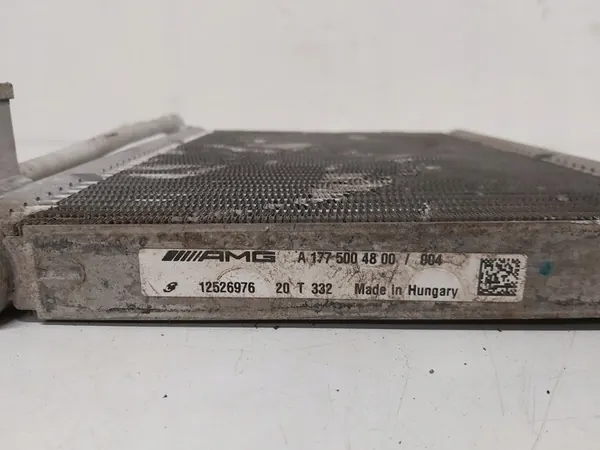 AMG A 177 500 48 00 / 004
12526976 20 T 332 Made in Hungary